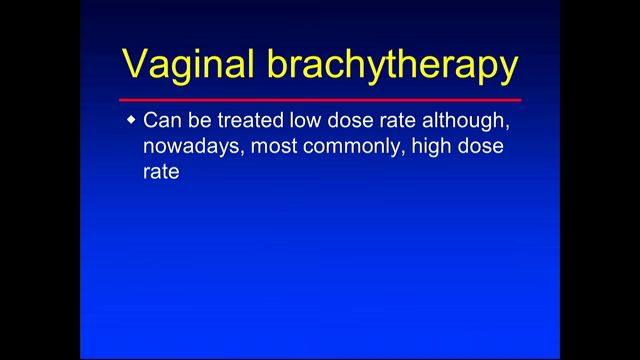 Vaginal brachytherapy
Can be treated low dose rate although,
nowadays, most commonly, high dose
rate